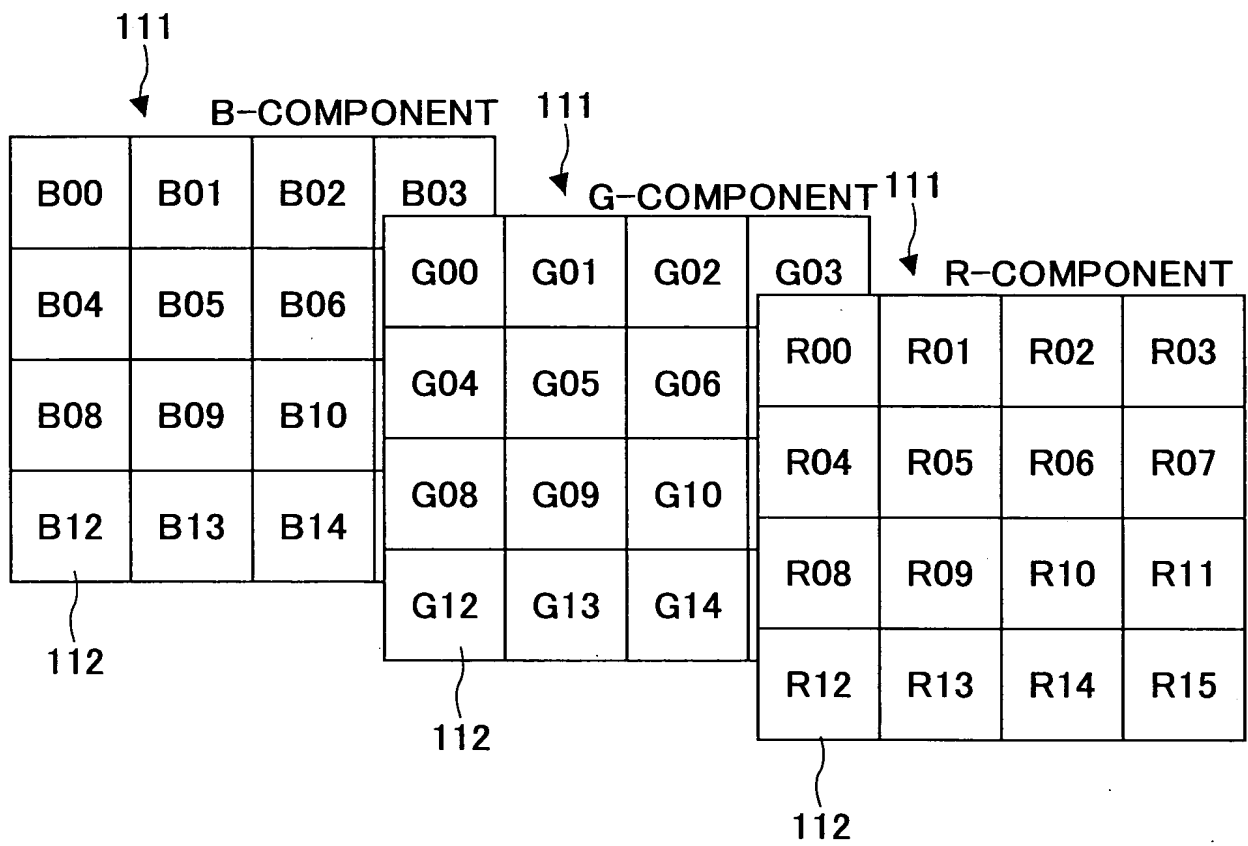 111
B-COMPONENT
B00 B01 B02 B03
B04 B05 B06
B08 B09 B10
B12 B13 B14
112
111
G-COMPONENT
G00 G01 G02 G03
G04 G05 G06
G08 G09 G10
G12 G13 G14
112
111
R-COMPONENT
R00 R01 R02 R03
R04 R05 R06 R07
R08 R09 R10 R11
R12 R13 R14 R15
112